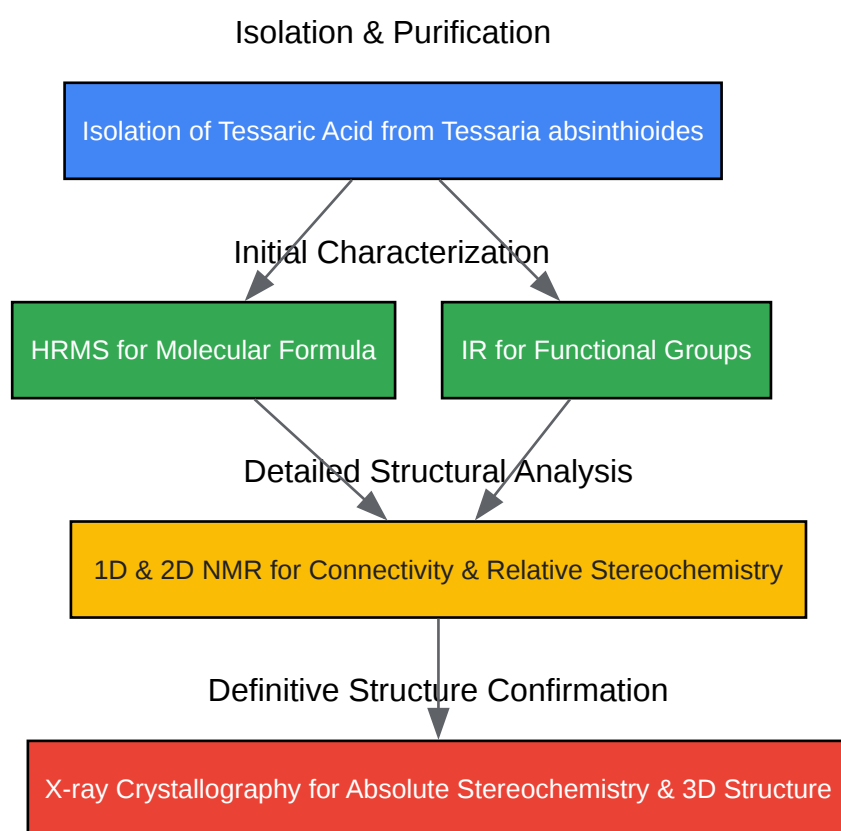 Isolation & Purification
Isolation of Tessaric Acid from Tessaria absinthioides
Initial Characterization
HRMS for Molecular Formula
IR for Functional Groups
Detailed Structural Analysis
1D & 2D NMR for Connectivity & Relative Stereochemistry
Definitive Structure Confirmation
X-ray Crystallography for Absolute Stereochemistry & 3D Structure